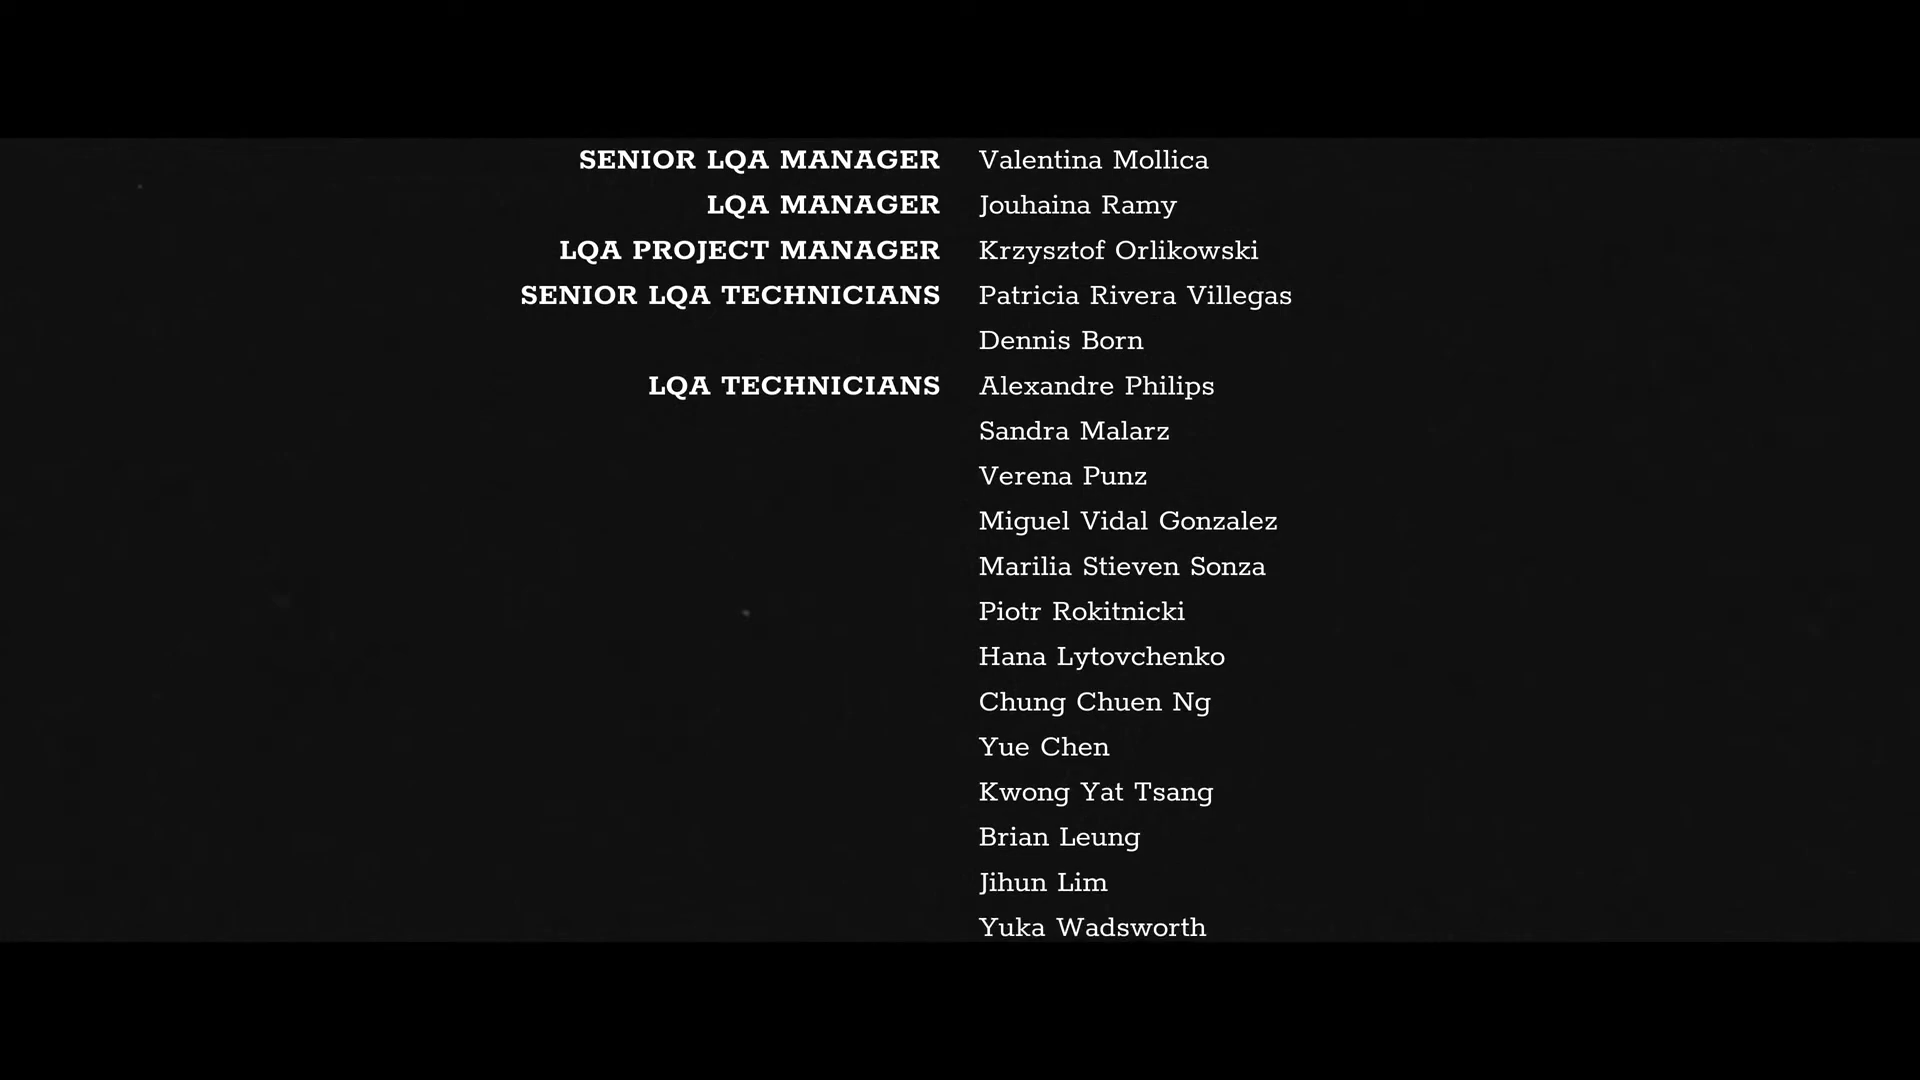 SENIOR LQA MANAGER Valentina Mollica
LQA MANAGER Jouhaina Ramy
LQA PROJECT MANAGER Krzysztof Orlikowski
SENIOR LQA TECHNICIANS Patricia Rivera Villegas
Dennis Born
LQA TECHNICIANS Alexandre Philips
Sandra Malarz
Verena Punz
Miguel Vidal Gonzalez
Marilia Stieven Sonza
Piotr Rokitnicki
Hana Lytovchenko
Chung Chuen Ng
Yue Chen
Kwong Yat Tsang
Brian Leung
Jihun Lim
Yuka Wadsworth